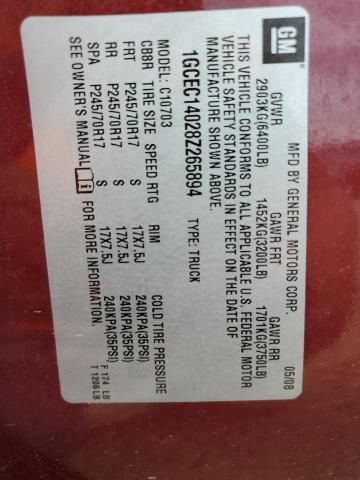 GM
MFD BY GENERAL MOTORS CORP. 05/08
GVWR GAWR FRT GAWR RR
2903KG(6400LB) 1452KG(3200LB) 1701KG(3750LB)
THIS VEHICLE CONFORMS TO ALL APPLICABLE U.S. FEDERAL MOTOR
VEHICLE SAFETY STANDARDS IN EFFECT ON THE DATE OF
MANUFACTURE SHOWN ABOVE.
1GCEC14028Z265894 TYPE: TRUCK
MODEL: C10703
CB8R TIRE SIZE SPEED RTG RIM COLD TIRE PRESSURE
FRT P245/70R17 S 17X7.5J 240KPA(35PSI)
RR P245/70R17 S 17X7.5J 240KPA(35PSI)
SPA P245/70R17 S 17X7.5J 240KPA(35PSI)
SEE OWNER'S MANUAL FOR MORE INFORMATION.
F 174 LB
T 1206LB